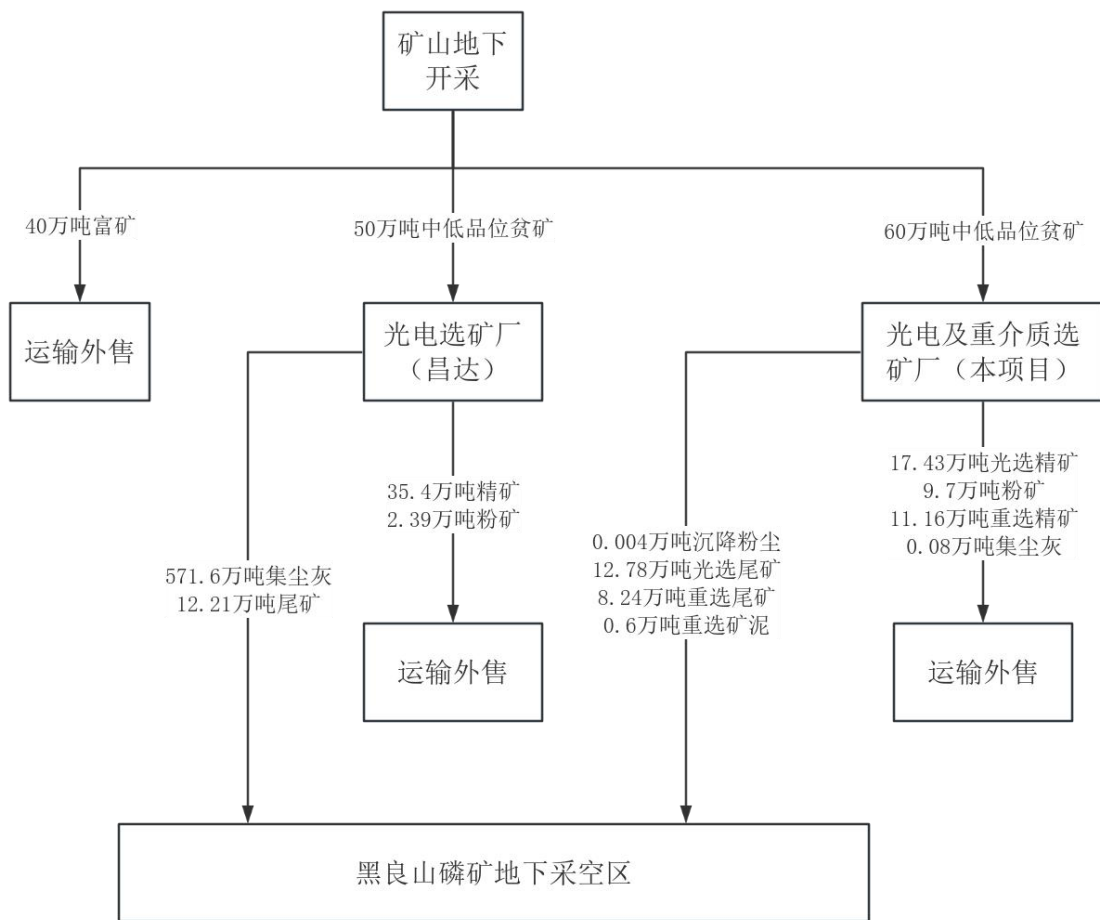 矿山地下
开采
40万吨富矿
50万吨中低品位贫矿
60万吨中低品位贫矿
运输外售
光电选矿厂
（昌达）
光电及重介质选
矿厂（本项目）
35.4万吨精矿
2.39万吨粉矿
17.43万吨光选精矿
9.7万吨粉矿
11.16万吨重选精矿
0.08万吨集尘灰
571.6万吨集尘灰
12.21万吨尾矿
0.004万吨沉降粉尘
12.78万吨光选尾矿
8.24万吨重选尾矿
0.6万吨重选矿泥
运输外售
运输外售
黑良山磷矿地下采空区